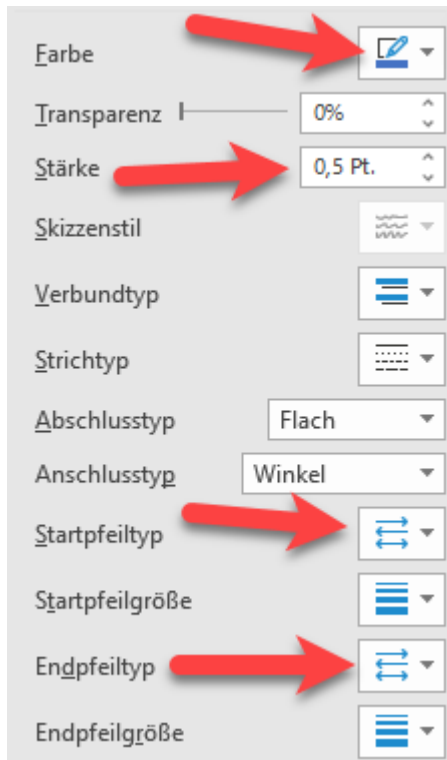 Farbe
Transparenz 0%
Stärke 0,5 Pt.
Skizzenstil
Verbundtyp
Strichtyp
Abschlusstyp Flach
Anschlusstyp Winkel
Startpfeiltyp
Startpfeilgröße
Endpfeiltyp
Endpfeilgröße